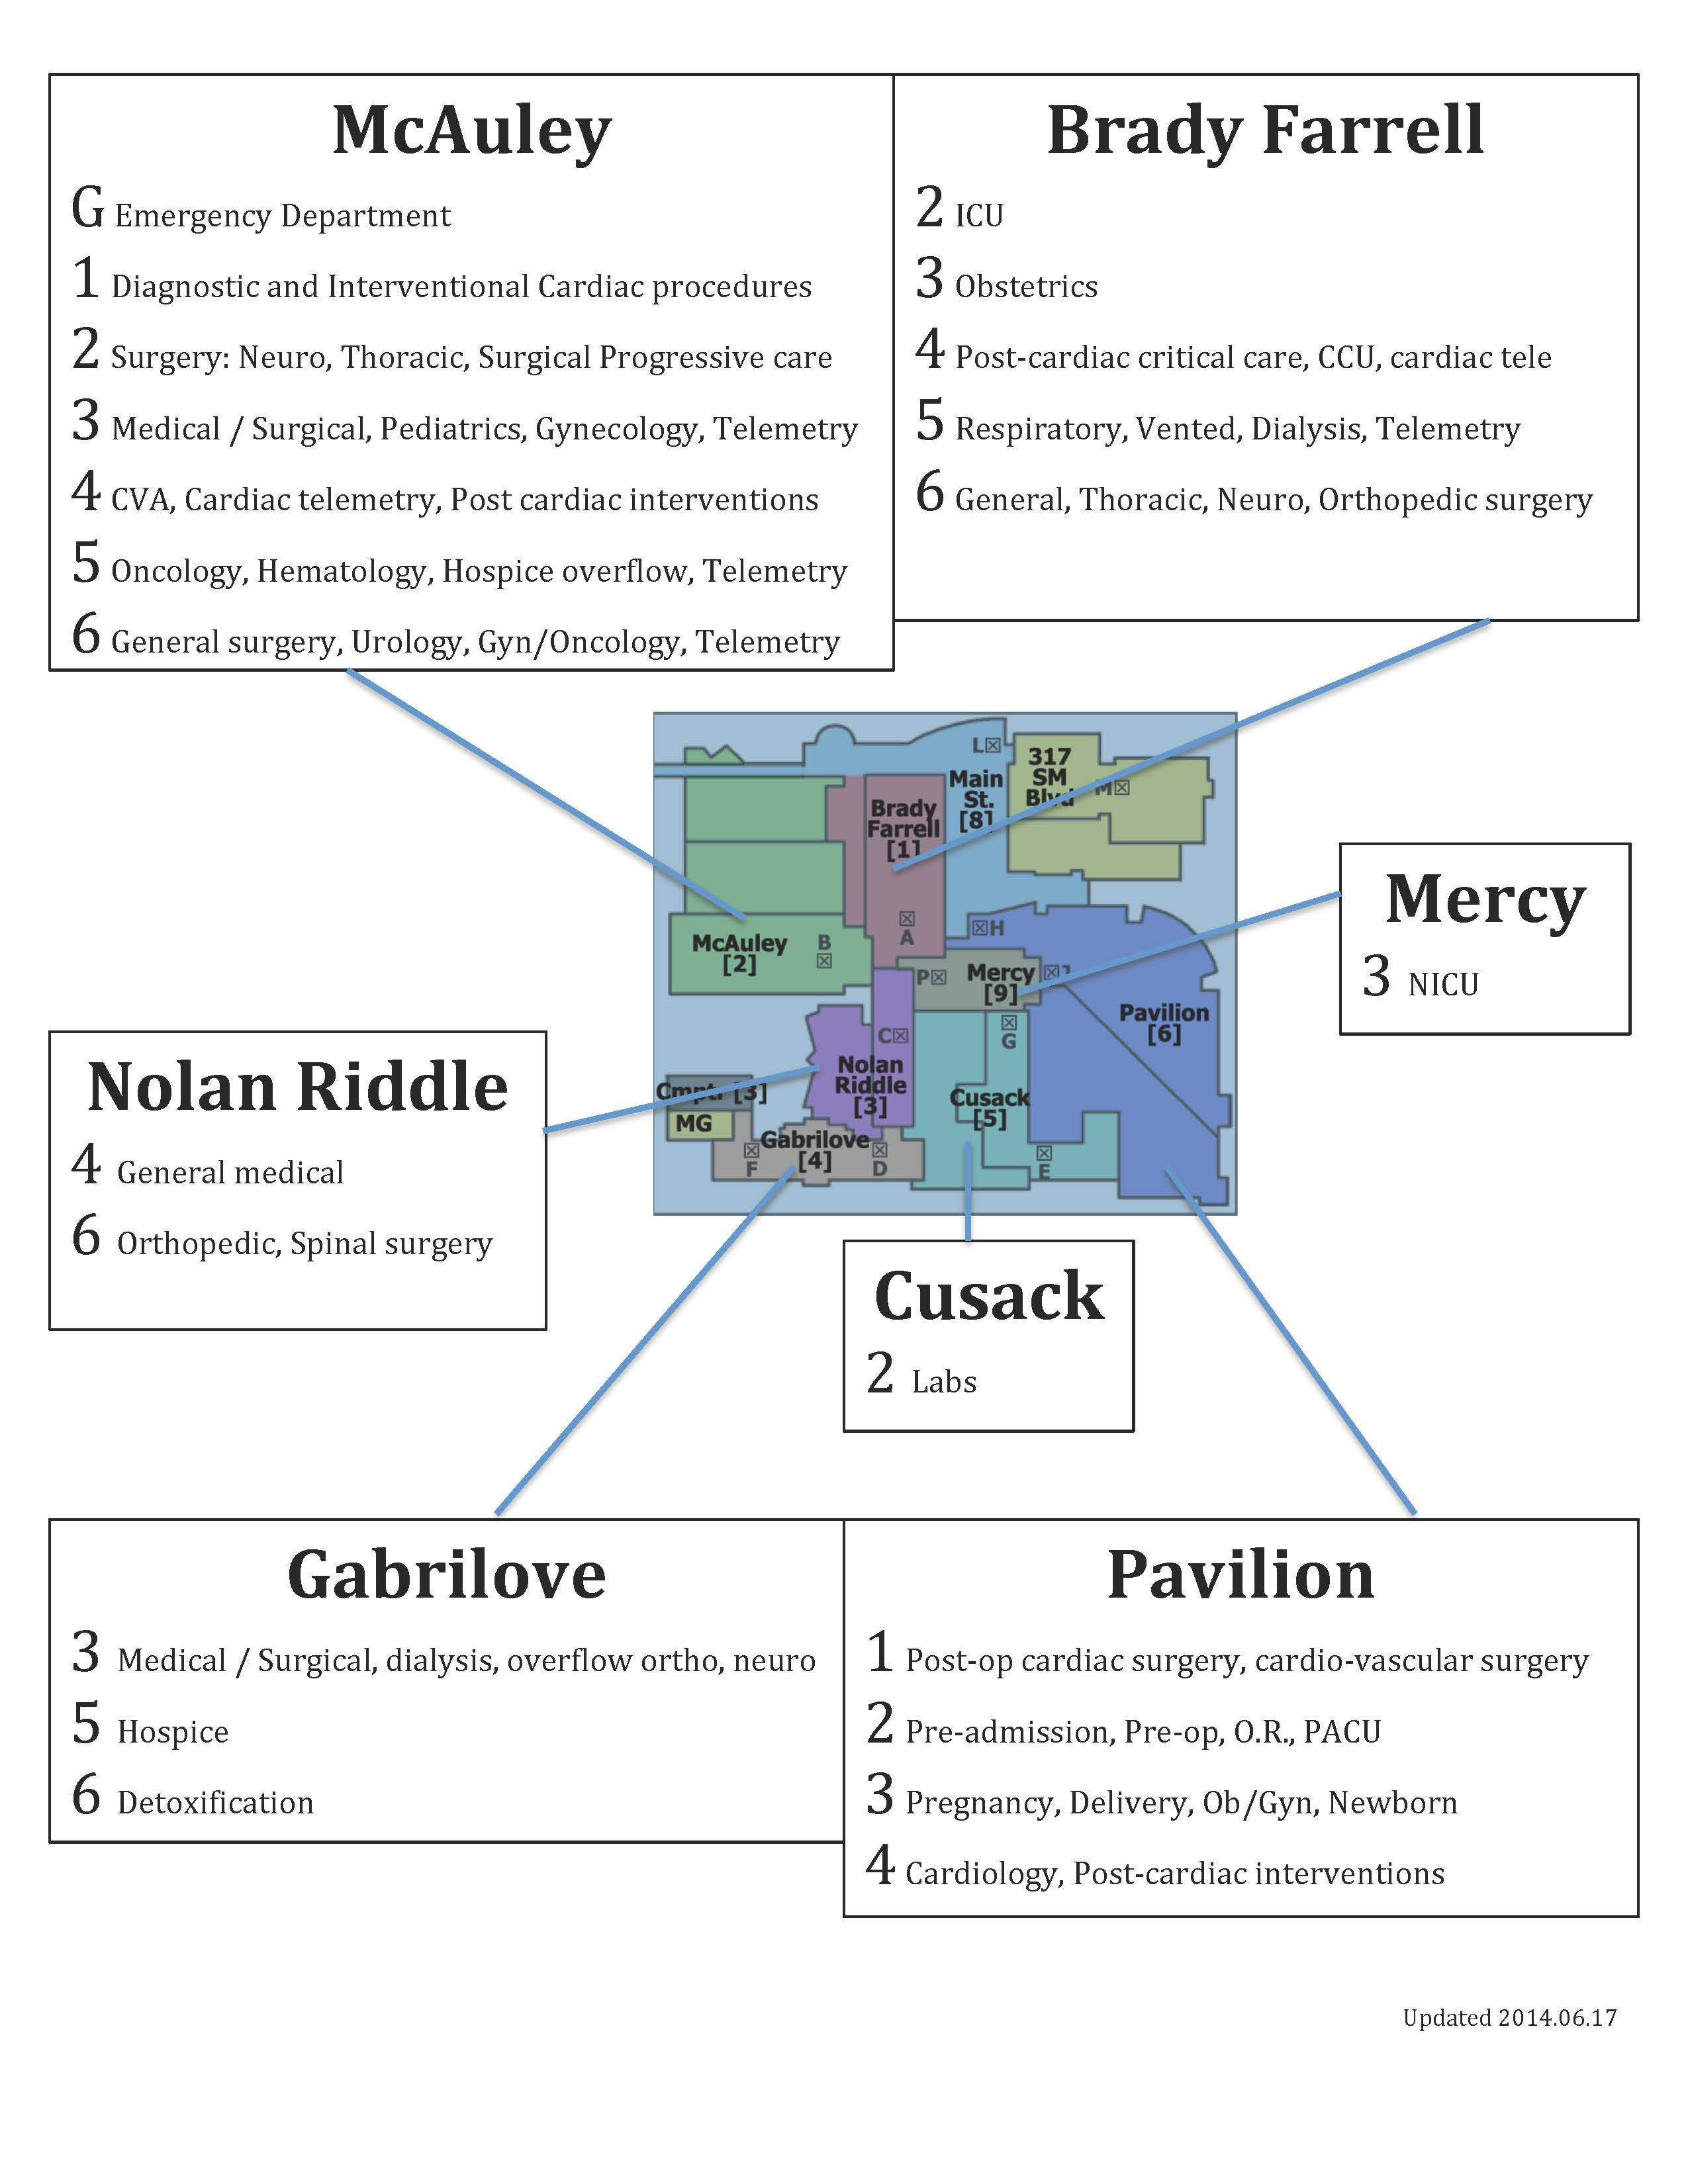 McAuley
G Emergency Department
1 Diagnostic and Interventional Cardiac procedures
2 Surgery: Neuro, Thoracic, Surgical Progressive care
3 Medical / Surgical, Pediatrics, Gynecology, Telemetry
4 CVA, Cardiac telemetry, Post cardiac interventions
5 Oncology, Hematology, Hospice overflow, Telemetry
6 General surgery, Urology, Gyn/Oncology, Telemetry
Brady Farrell
2 ICU
3 Obstetrics
4 Post-cardiac critical care, CCU, cardiac tele
5 Respiratory, Vented, Dialysis, Telemetry
6 General, Thoracic, Neuro, Orthopedic surgery
L
317
SM
Blvd
M
Main
St.
[8]
Brady
Farrell
[1]
A
H
McAuley
[2]
B
P
Mercy
[9]
Pavilion
[6]
C
G
Nolan
Riddle
[3]
Cmptr [3]
MG
Cusack
[5]
Gabrilove
[4]
F
D
E
Mercy
3 NICU
Nolan Riddle
4 General medical
6 Orthopedic, Spinal surgery
Cusack
2 Labs
Gabrilove
3 Medical / Surgical, dialysis, overflow ortho, neuro
5 Hospice
6 Detoxification
Pavilion
1 Post-op cardiac surgery, cardio-vascular surgery
2 Pre-admission, Pre-op, O.R., PACU
3 Pregnancy, Delivery, Ob/Gyn, Newborn
4 Cardiology, Post-cardiac interventions
Updated 2014.06.17